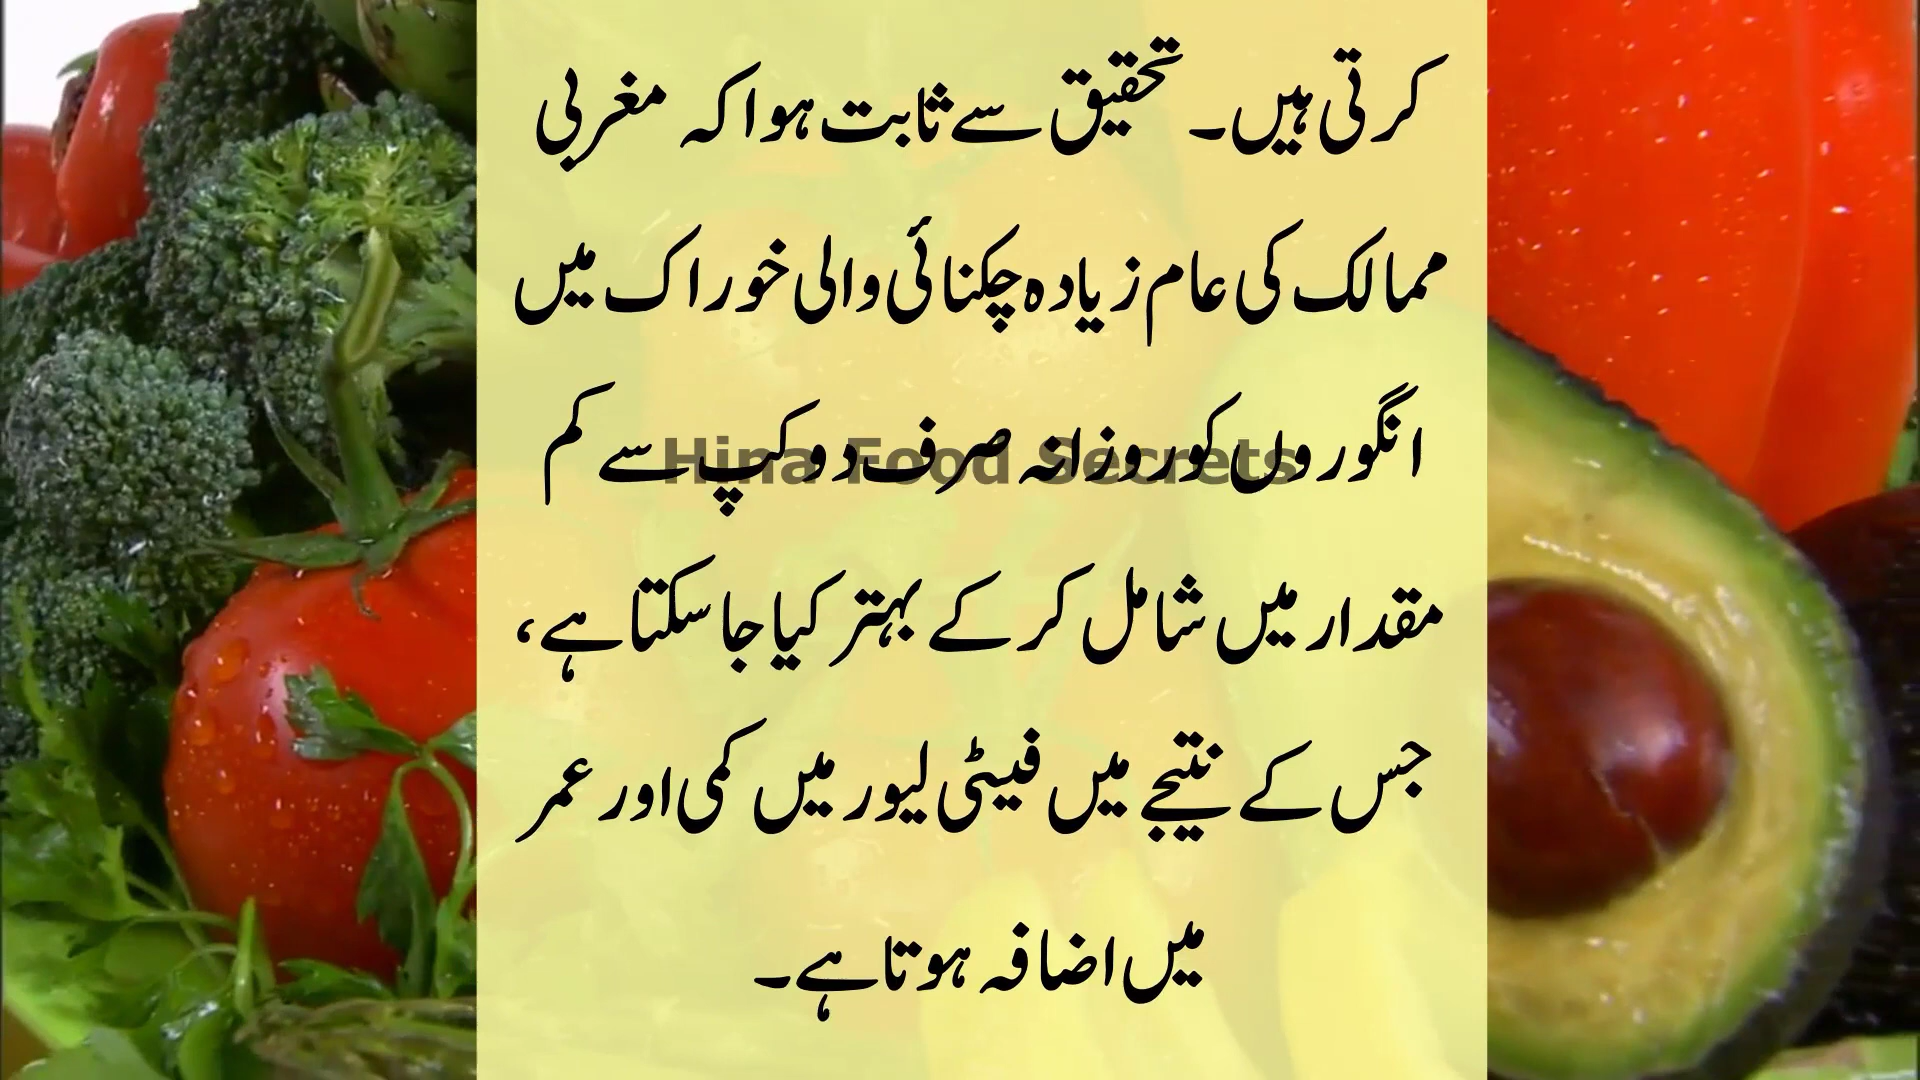 کرتی ہیں۔ تحقیق سے ثابت ہوا کہ مغربی
ممالک کی عام زیادہ چکنائی والی خوراک میں
انگوروں کو روزانہ صرف دو کپ سے کم
Hina Food Secrets
مقدار میں شامل کر کے بہتر کیا جا سکتا ہے،
جس کے نتیجے میں فیٹی لیور میں کمی اور عمر
میں اضافہ ہوتا ہے۔